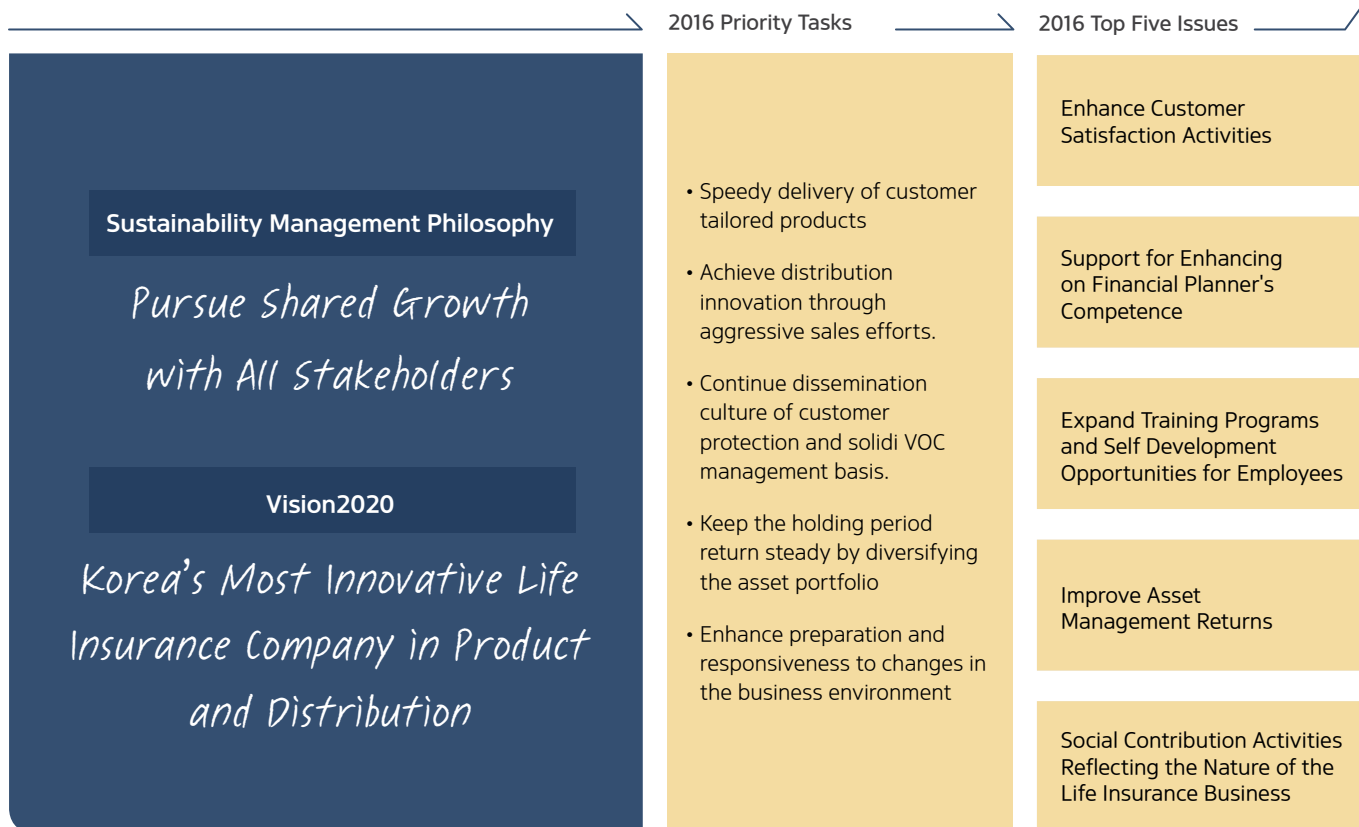 2016 Priority Tasks
2016 Top Five Issues
Sustainability Management Philosophy
Pursue Shared Growth
with All Stakeholders
Vision2020
Korea's Most Innovative Life
Insurance Company in Product
and Distribution
• Speedy delivery of customer
tailored products
• Achieve distribution
innovation through
aggressive sales efforts.
• Continue dissemination
culture of customer
protection and solidi VOC
management basis.
• Keep the holding period
return steady by diversifying
the asset portfolio
• Enhance preparation and
responsiveness to changes in
the business environment
Enhance Customer
Satisfaction Activities
Support for Enhancing
on Financial Planner's
Competence
Expand Training Programs
and Self Development
Opportunities for Employees
Improve Asset
Management Returns
Social Contribution Activities
Reflecting the Nature of the
Life Insurance Business